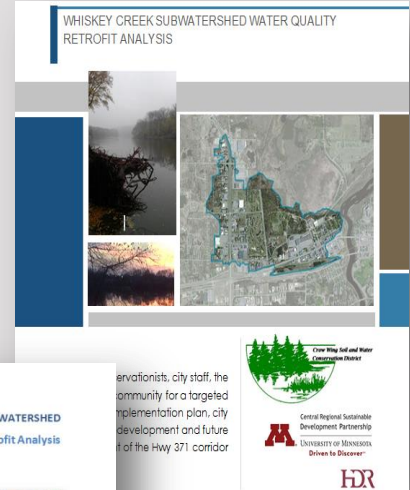 WHISKEY CREEK SUBWATERSHED WATER QUALITY
RETROFIT ANALYSIS
WATERSHED
ofit Analysis
ervationists, city staff, the
ommunity for a targeted
mplementation plan, city
development and future
t of the Hwy 371 corridor
Crow Wing Soil and Water
Conservation District
Central Regional Sustainable
Development Partnership
M
UNIVERSITY OF MINNESOTA
Driven to Discover℠
HDR